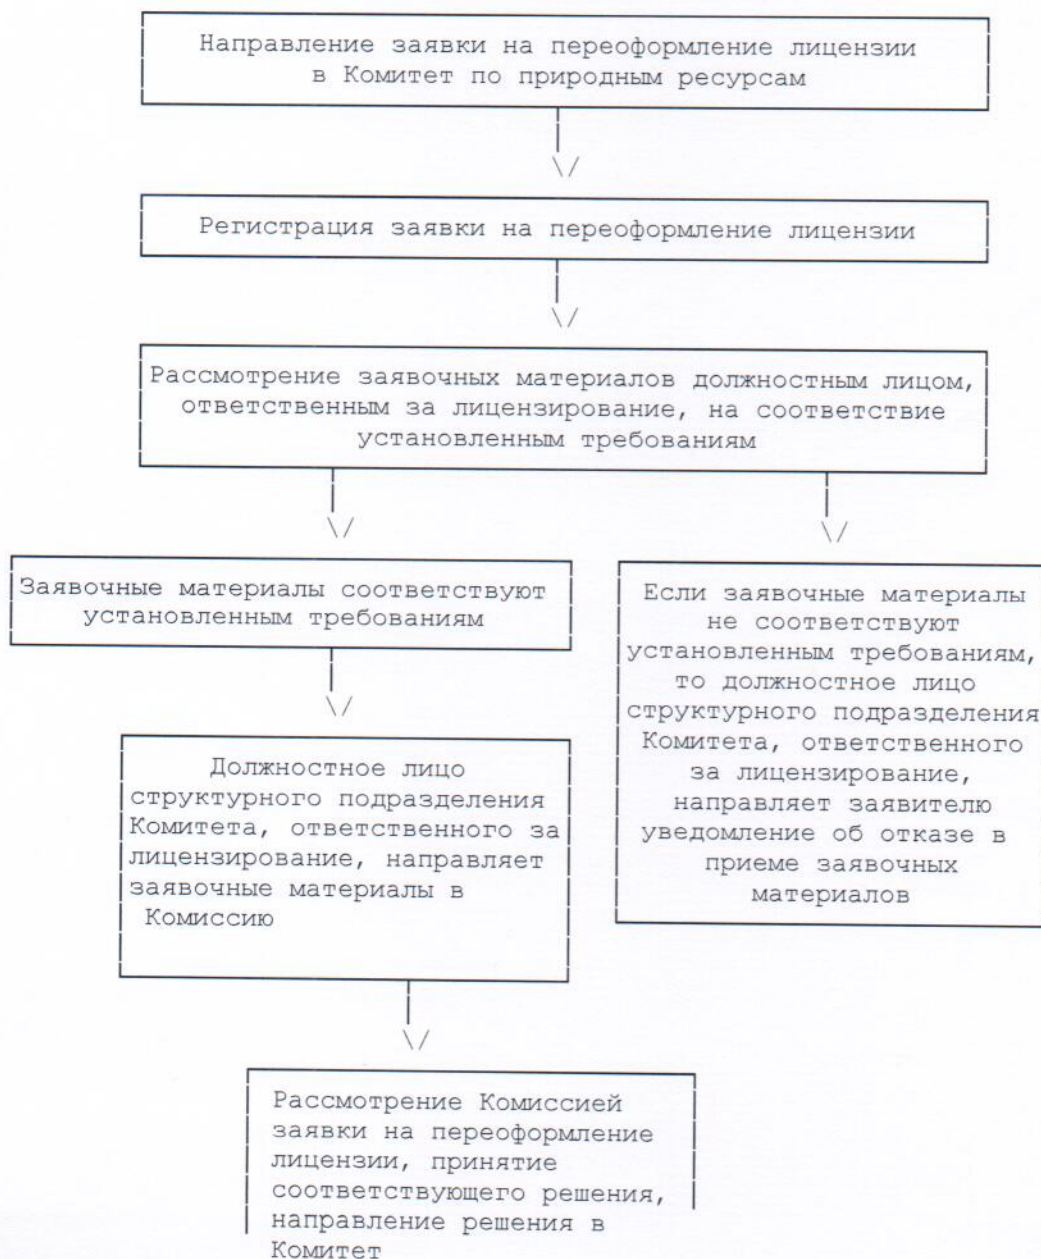 Направление заявки на переоформление лицензии
в Комитет по природным ресурсам
Регистрация заявки на переоформление лицензии
Рассмотрение заявочных материалов должностным лицом,
ответственным за лицензирование, на соответствие
установленным требованиям
Заявочные материалы соответствуют
установленным требованиям
Если заявочные материалы
не соответствуют
установленным требованиям,
то должностное лицо
структурного подразделения
Комитета, ответственного
за лицензирование,
направляет заявителю
уведомление об отказе в
приеме заявочных
материалов
Должностное лицо
структурного подразделения
Комитета, ответственного за
лицензирование, направляет
заявочные материалы в
Комиссию
Рассмотрение Комиссией
заявки на переоформление
лицензии, принятие
соответствующего решения,
направление решения в
Комитет